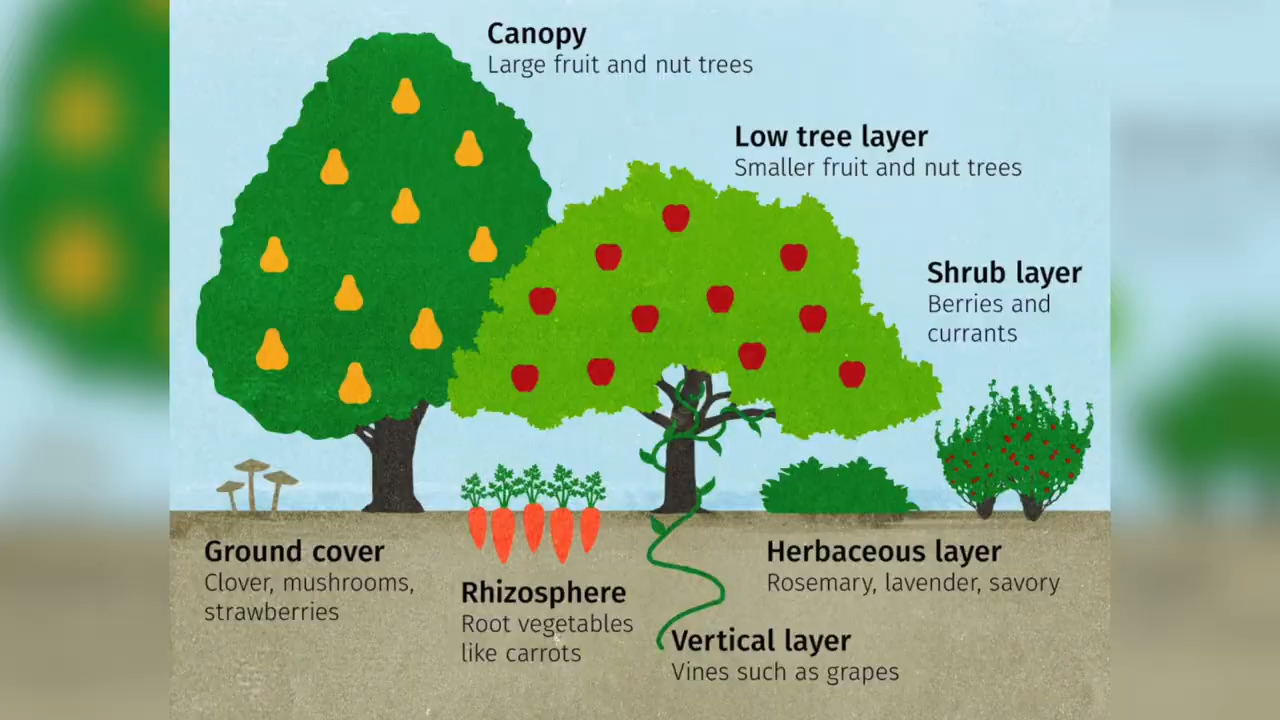 Canopy
Large fruit and nut trees
Low tree layer
Smaller fruit and nut trees
Shrub layer
Berries and
currants
Ground cover
Clover, mushrooms,
strawberries
Rhizosphere
Root vegetables
like carrots
Herbaceous layer
Rosemary, lavender, savory
Vertical layer
Vines such as grapes